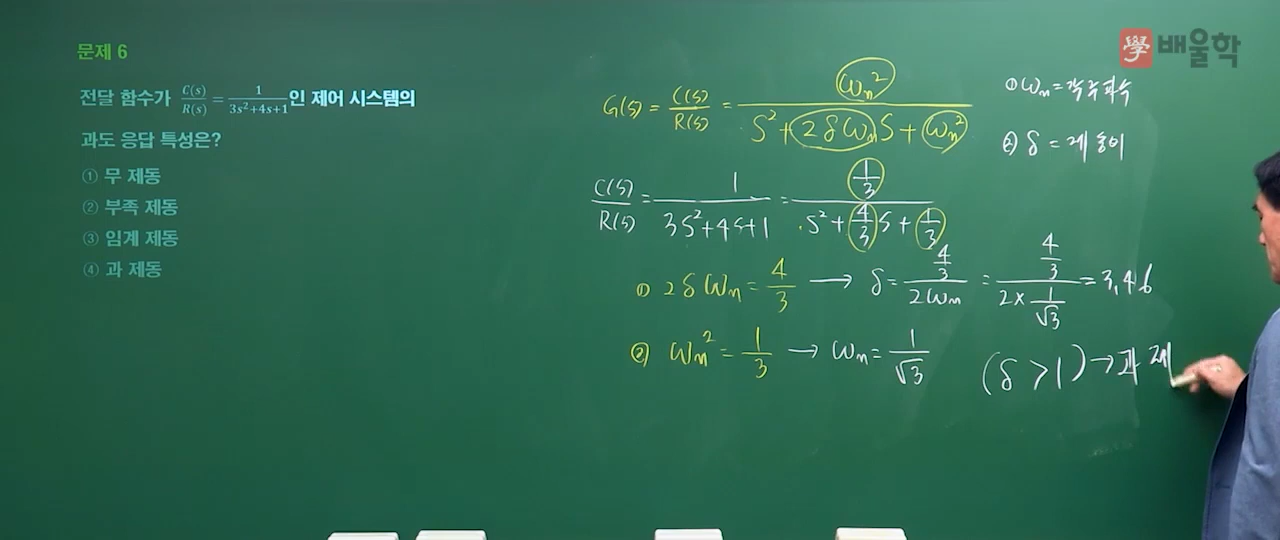 學 배울학
문제 6
전달 함수가 C(s)/R(s) = 1/(3s²+4s+1)인 제어 시스템의
과도 응답 특성은?
① 무 제동
② 부족 제동
③ 임계 제동
④ 과 제동
G(s) = C(s)/R(s) = ωn²/(s²+2δωns+ωn²)
① ωn = 각주파수
② δ = 제동비
C(s)/R(s) = 1/(3s²+4s+1) = (1/3)/(s²+(4/3)s+(1/3))
① 2δωn = 4/3 → δ = (4/3)/(2ωn) = (4/3)/(2×(1/√3)) = 3.46
② ωn² = 1/3 → ωn = 1/√3
(δ > 1) → 과 제